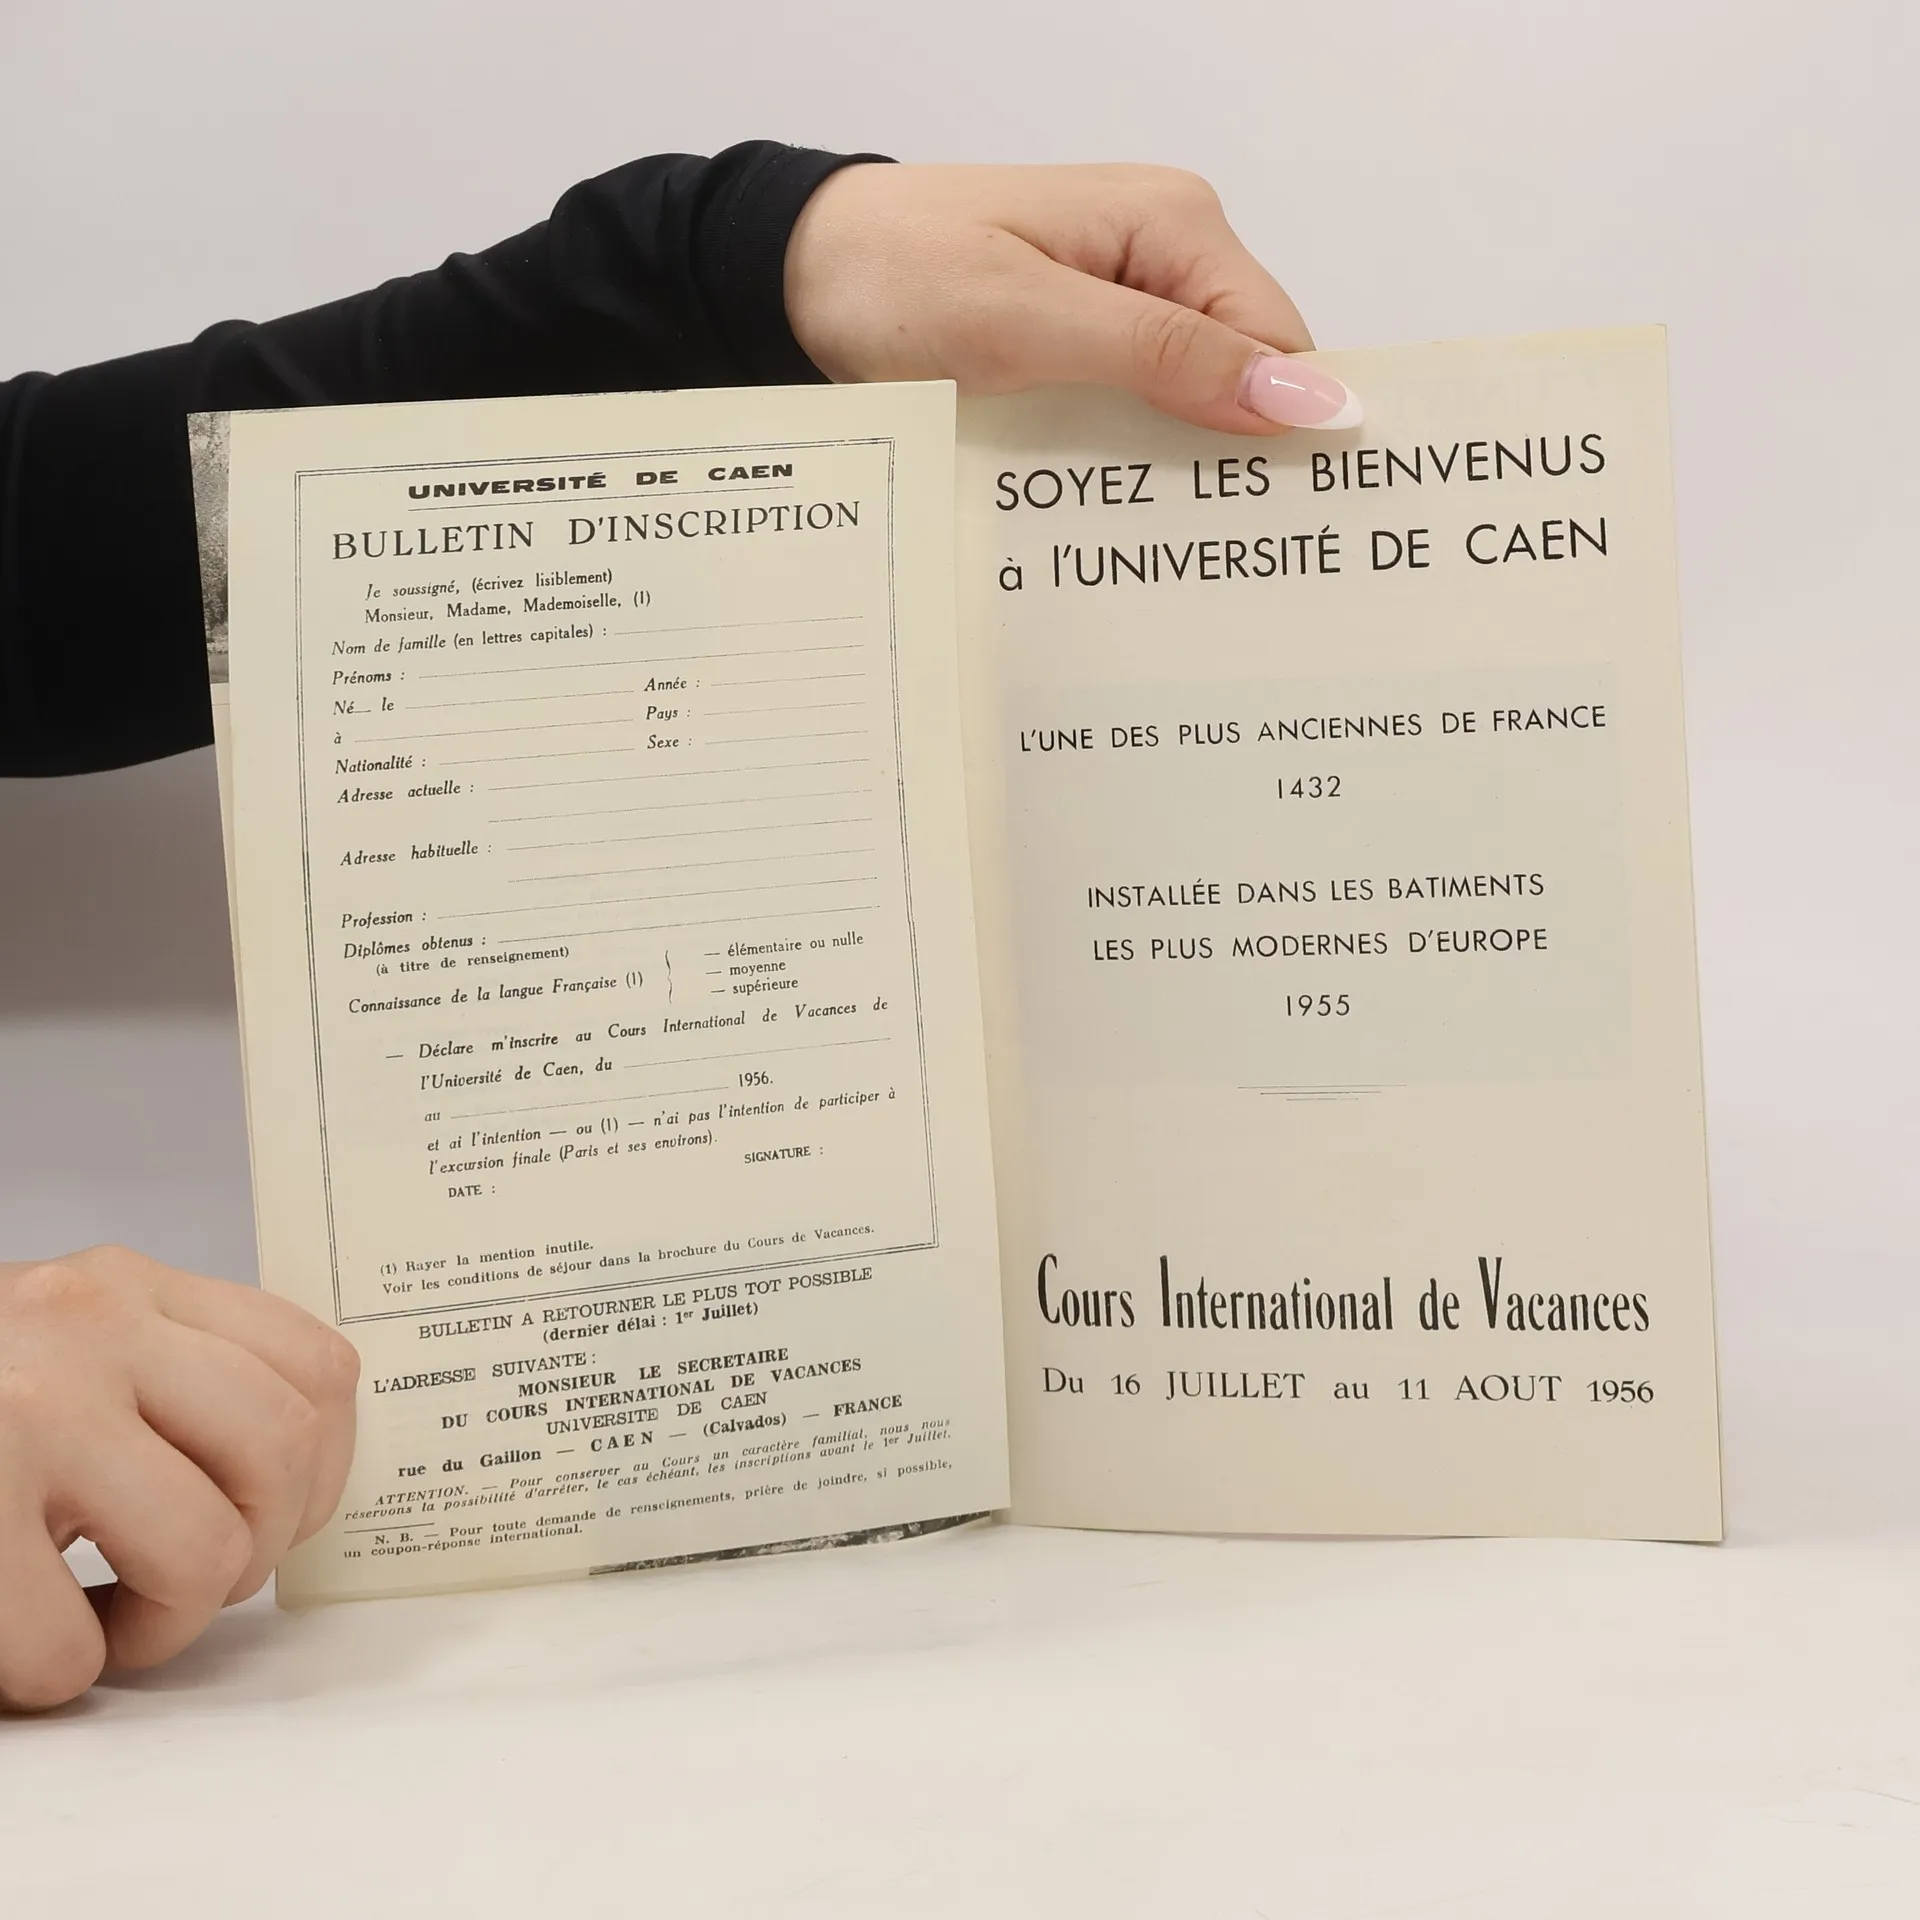 UNIVERSITÉ DE CAEN
BULLETIN D'INSCRIPTION
Je soussigné, (écrivez lisiblement)
Monsieur, Madame, Mademoiselle, (1)
Nom de famille (en lettres capitales) :
Prénoms :
Né__ le Année :
à Pays :
Nationalité : Sexe :
Adresse actuelle :
Adresse habituelle :
Profession :
Diplômes obtenus :
(à titre de renseignement)
Connaissance de la langue Française (1)
— élémentaire ou nulle
— moyenne
— supérieure
— Déclare m'inscrire au Cours International de Vacances de
l'Université de Caen, du
au 1956.
et ai l'intention — ou (1) — n'ai pas l'intention de participer à
l'excursion finale (Paris et ses environs).
SIGNATURE :
DATE :
(1) Rayer la mention inutile.
Voir les conditions de séjour dans la brochure du Cours de Vacances.
BULLETIN A RETOURNER LE PLUS TOT POSSIBLE
(dernier délai : 1er Juillet)
L'ADRESSE SUIVANTE :
MONSIEUR LE SECRETAIRE
DU COURS INTERNATIONAL DE VACANCES
UNIVERSITE DE CAEN
rue du Gaillon — CAEN — (Calvados) — FRANCE
ATTENTION. — Pour conserver au Cours un caractère familial, nous nous
réservons la possibilité d'arrêter, le cas échéant, les inscriptions avant le 1er Juillet.
N. B. — Pour toute demande de renseignements, prière de joindre, si possible,
un coupon-réponse international.
SOYEZ LES BIENVENUS
à l'UNIVERSITÉ DE CAEN
L'UNE DES PLUS ANCIENNES DE FRANCE
1432
INSTALLÉE DANS LES BATIMENTS
LES PLUS MODERNES D'EUROPE
1955
Cours International de Vacances
Du 16 JUILLET au 11 AOUT 1956